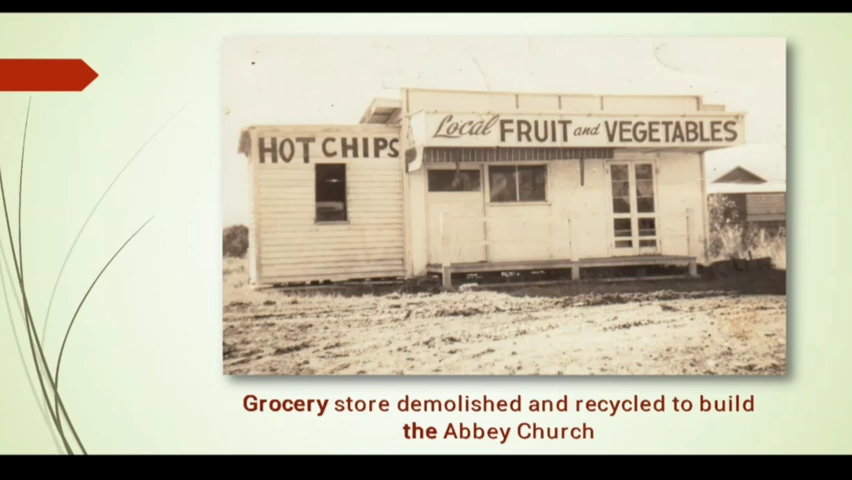 HOT CHIPS
Local FRUIT and VEGETABLES
Grocery store demolished and recycled to build
the Abbey Church